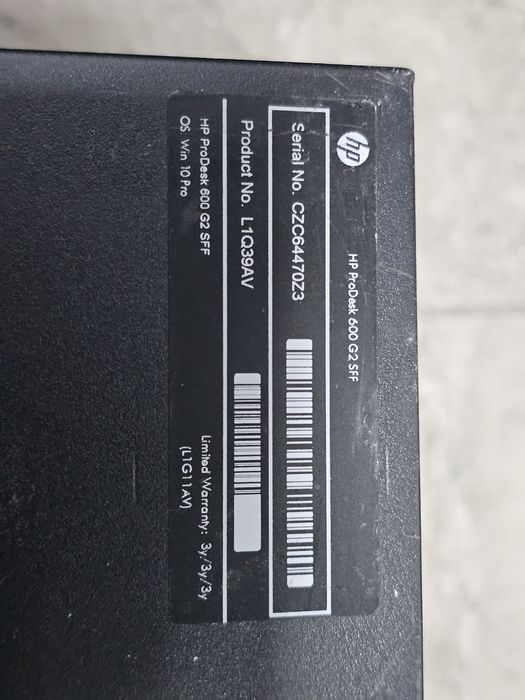 hp
HP ProDesk 600 G2 SFF
Serial No. CZC64470Z3
Product No. L1Q39AV
HP ProDesk 600 G2 SFF
OS: Win 10 Pro
Limited Warranty: 3y/3y/3y
(L1G11AV)